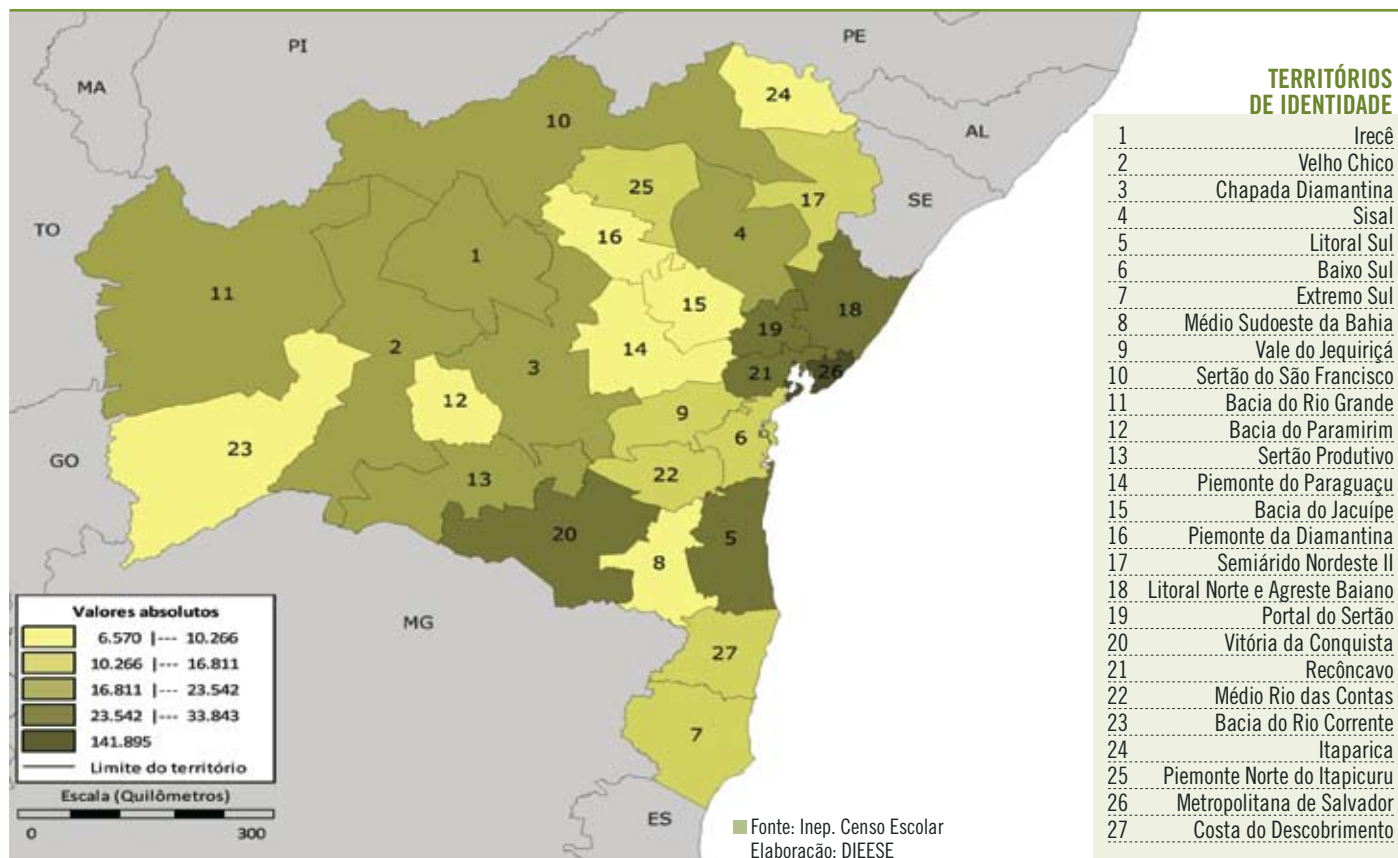 PI
PE
MA
24
10
AL
TO
25
17
SE
16
4
1
11
15
18
19
2
14
3
21
26
12
9
6
23
GO
13
22
20
5
8
MG
27
7
ES
Valores absolutos
6.570 |--- 10.266
10.266 |--- 16.811
16.811 |--- 23.542
23.542 |--- 33.843
141.895
Limite do território
Escala (Quilômetros)
0 300
Fonte: Inep. Censo Escolar
Elaboração: DIEESE
TERRITÓRIOS
DE IDENTIDADE
1 Irecê
2 Velho Chico
3 Chapada Diamantina
4 Sisal
5 Litoral Sul
6 Baixo Sul
7 Extremo Sul
8 Médio Sudoeste da Bahia
9 Vale do Jequiriçá
10 Sertão do São Francisco
11 Bacia do Rio Grande
12 Bacia do Paramirim
13 Sertão Produtivo
14 Piemonte do Paraguaçu
15 Bacia do Jacuípe
16 Piemonte da Diamantina
17 Semiárido Nordeste II
18 Litoral Norte e Agreste Baiano
19 Portal do Sertão
20 Vitória da Conquista
21 Recôncavo
22 Médio Rio das Contas
23 Bacia do Rio Corrente
24 Itaparica
25 Piemonte Norte do Itapicuru
26 Metropolitana de Salvador
27 Costa do Descobrimento